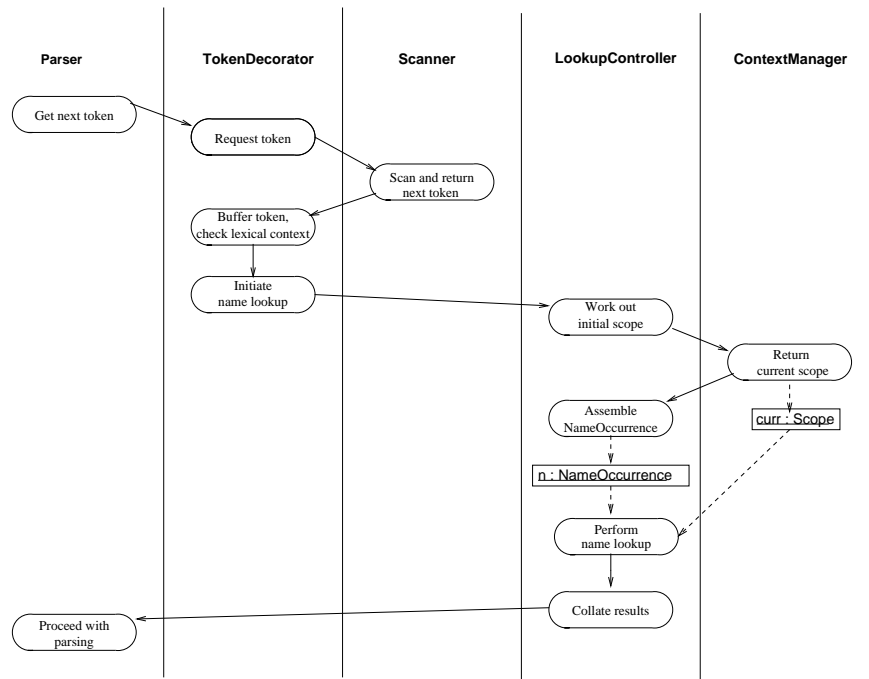 Parser
TokenDecorator
Scanner
LookupController
ContextManager
Get next token
Request token
Scan and return
next token
Buffer token,
check lexical context
Initiate
name lookup
Work out
initial scope
Return
current scope
Assemble
NameOccurrence
curr : Scope
n : NameOccurrence
Perform
name lookup
Collate results
Proceed with
parsing